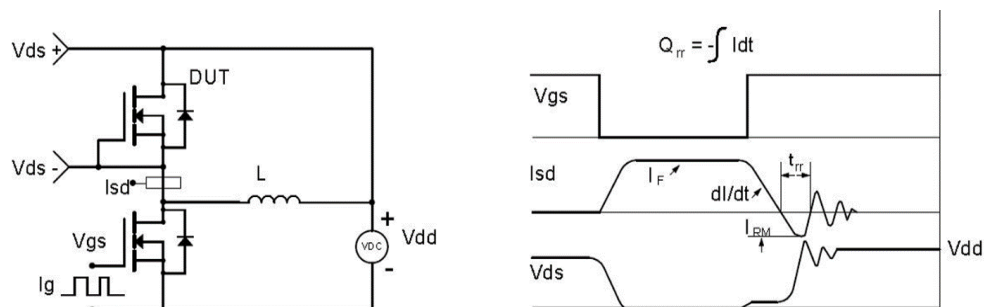 Vds +
DUT
Vds -
Isd
L
Vgs
VDC
+
-
Vdd
Ig
Q rr = -∫ Idt
Vgs
Isd
I F
dI/dt
t rr
I RM
Vds
Vdd